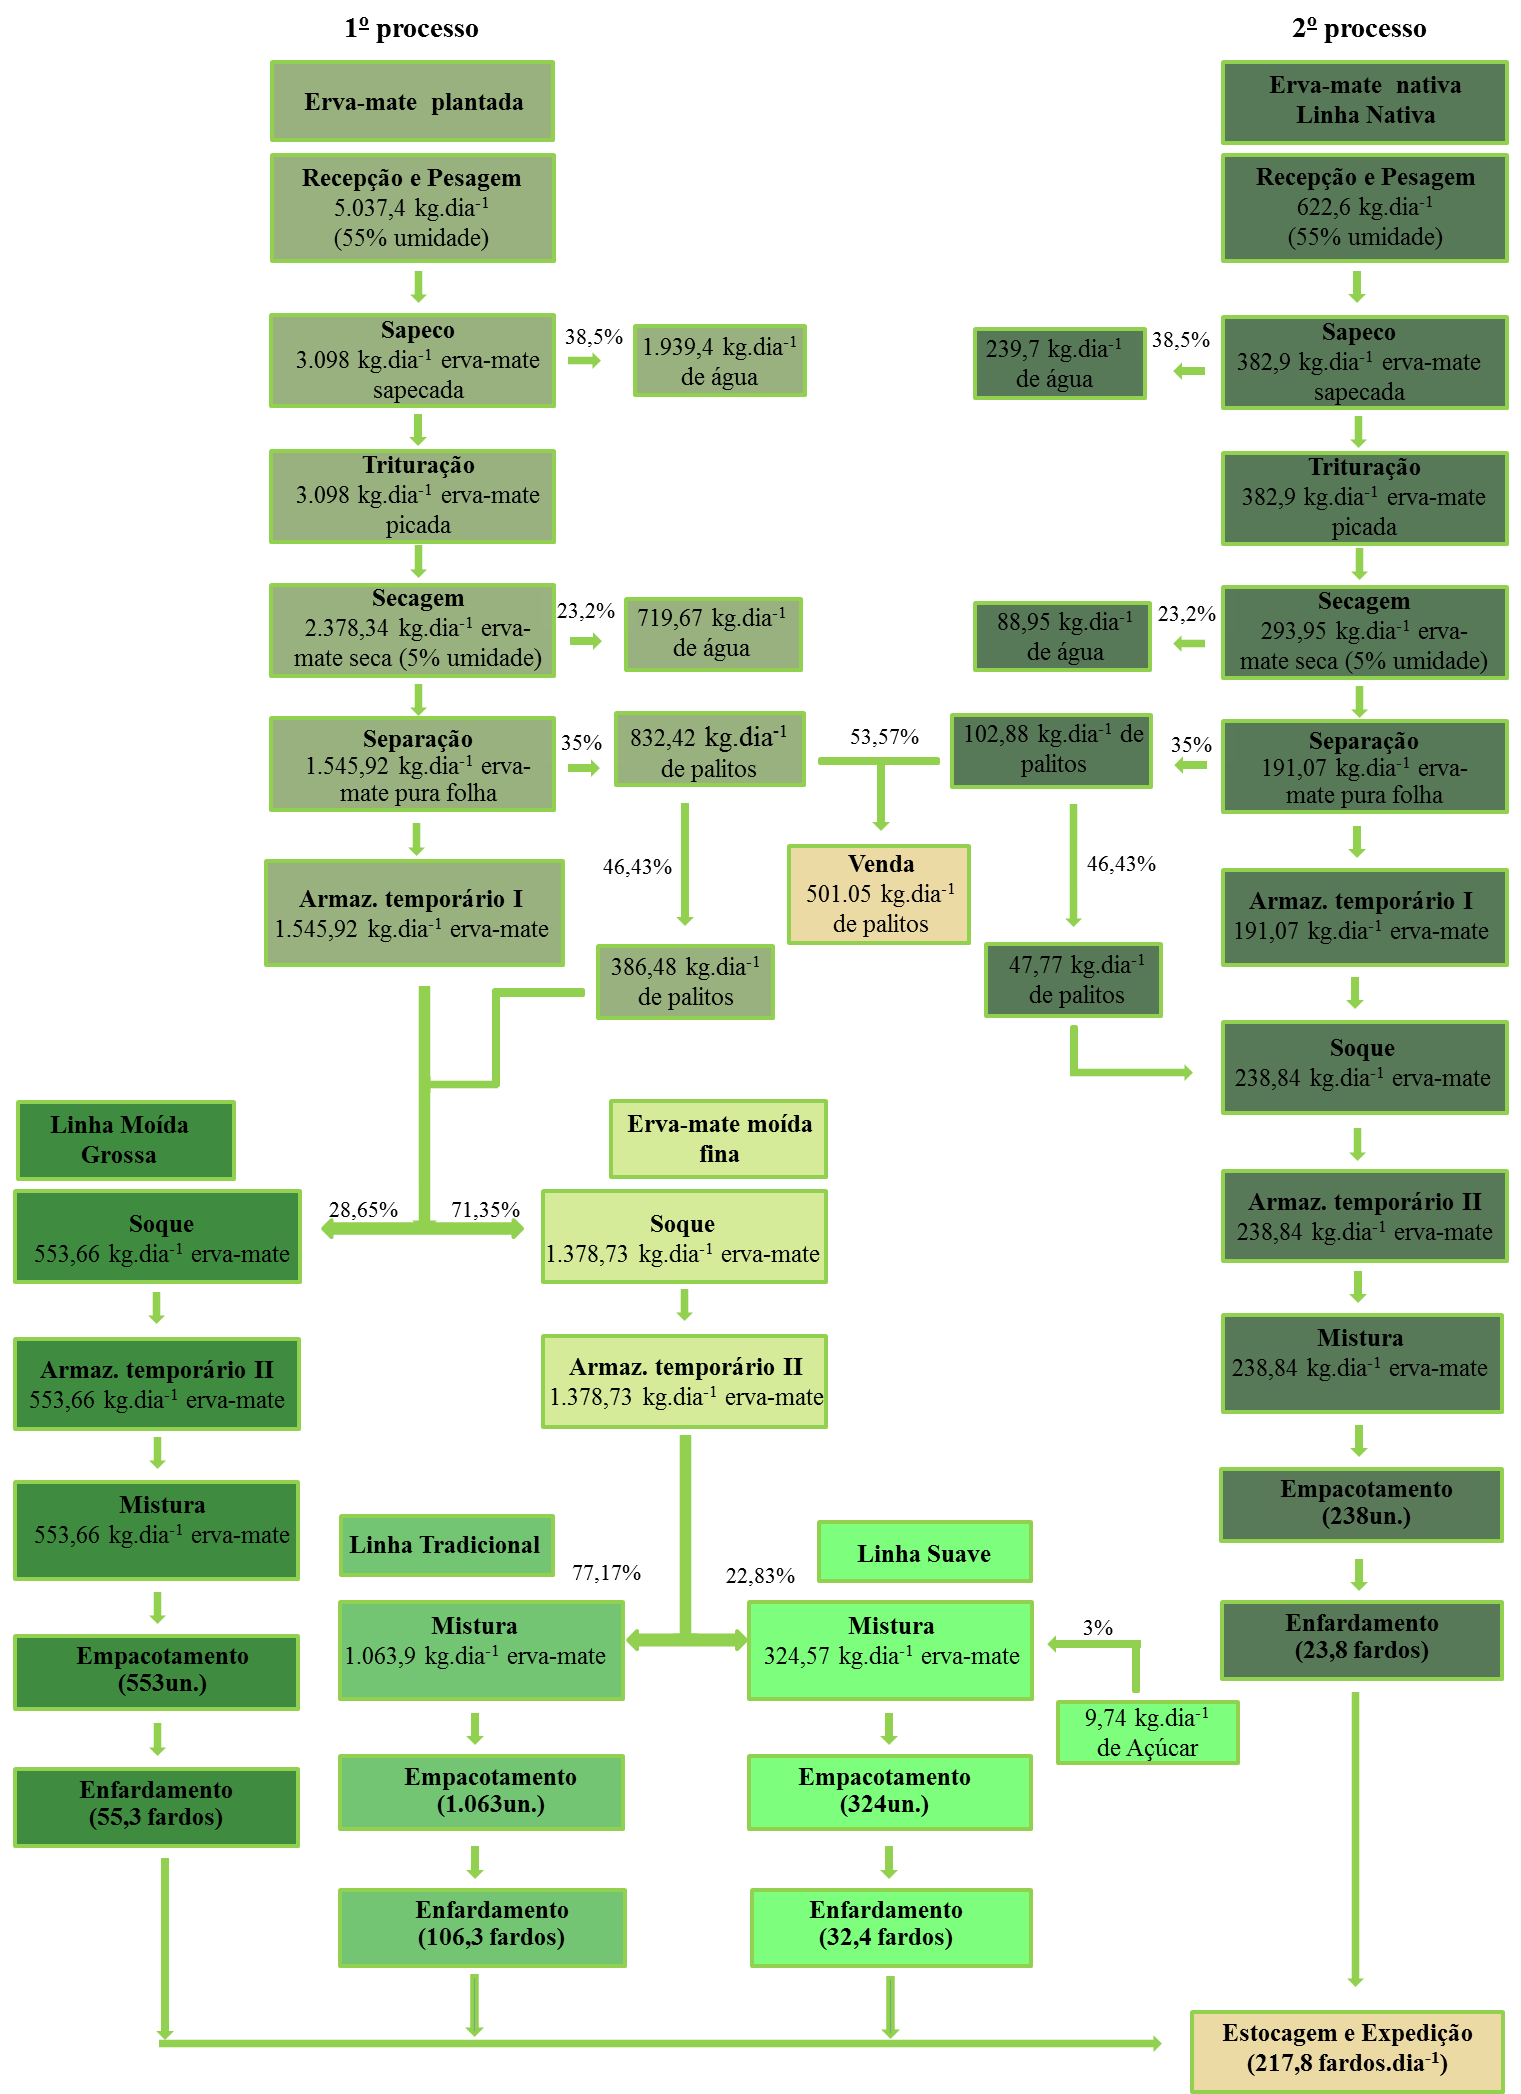 1º processo
Erva-mate plantada
Recepção e Pesagem
5.037,4 kg.dia⁻¹
(55% umidade)
Sapeco
3.098 kg.dia⁻¹ erva-mate
sapecada
38,5%
1.939,4 kg.dia⁻¹
de água
Trituração
3.098 kg.dia⁻¹ erva-mate
picada
Secagem
2.378,34 kg.dia⁻¹ erva-
mate seca (5% umidade)
23,2%
719,67 kg.dia⁻¹
de água
Separação
1.545,92 kg.dia⁻¹ erva-
mate pura folha
35%
832,42 kg.dia⁻¹
de palitos
Armaz. temporário I
1.545,92 kg.dia⁻¹ erva-mate
46,43%
386,48 kg.dia⁻¹
de palitos
53,57%
Venda
501.05 kg.dia⁻¹
de palitos
2º processo
Erva-mate nativa
Linha Nativa
Recepção e Pesagem
622,6 kg.dia⁻¹
(55% umidade)
Sapeco
382,9 kg.dia⁻¹ erva-mate
sapecada
38,5%
239,7 kg.dia⁻¹
de água
Trituração
382,9 kg.dia⁻¹ erva-mate
picada
Secagem
293,95 kg.dia⁻¹ erva-
mate seca (5% umidade)
23,2%
88,95 kg.dia⁻¹
de água
Separação
191,07 kg.dia⁻¹ erva-
mate pura folha
35%
102,88 kg.dia⁻¹ de
palitos
46,43%
47,77 kg.dia⁻¹
de palitos
Armaz. temporário I
191,07 kg.dia⁻¹ erva-mate
Soque
238,84 kg.dia⁻¹ erva-mate
Armaz. temporário II
238,84 kg.dia⁻¹ erva-mate
Mistura
238,84 kg.dia⁻¹ erva-mate
Empacotamento
(238un.)
Enfardamento
(23,8 fardos)
Linha Moída
Grossa
28,65%
Soque
553,66 kg.dia⁻¹ erva-mate
Armaz. temporário II
553,66 kg.dia⁻¹ erva-mate
Mistura
553,66 kg.dia⁻¹ erva-mate
Empacotamento
(553un.)
Enfardamento
(55,3 fardos)
Erva-mate moída
fina
71,35%
Soque
1.378,73 kg.dia⁻¹ erva-mate
Armaz. temporário II
1.378,73 kg.dia⁻¹ erva-mate
Linha Tradicional
77,17%
Mistura
1.063,9 kg.dia⁻¹ erva-mate
Empacotamento
(1.063un.)
Enfardamento
(106,3 fardos)
Linha Suave
22,83%
Mistura
324,57 kg.dia⁻¹ erva-mate
3%
9,74 kg.dia⁻¹
de Açúcar
Empacotamento
(324un.)
Enfardamento
(32,4 fardos)
Estocagem e Expedição
(217,8 fardos.dia⁻¹)